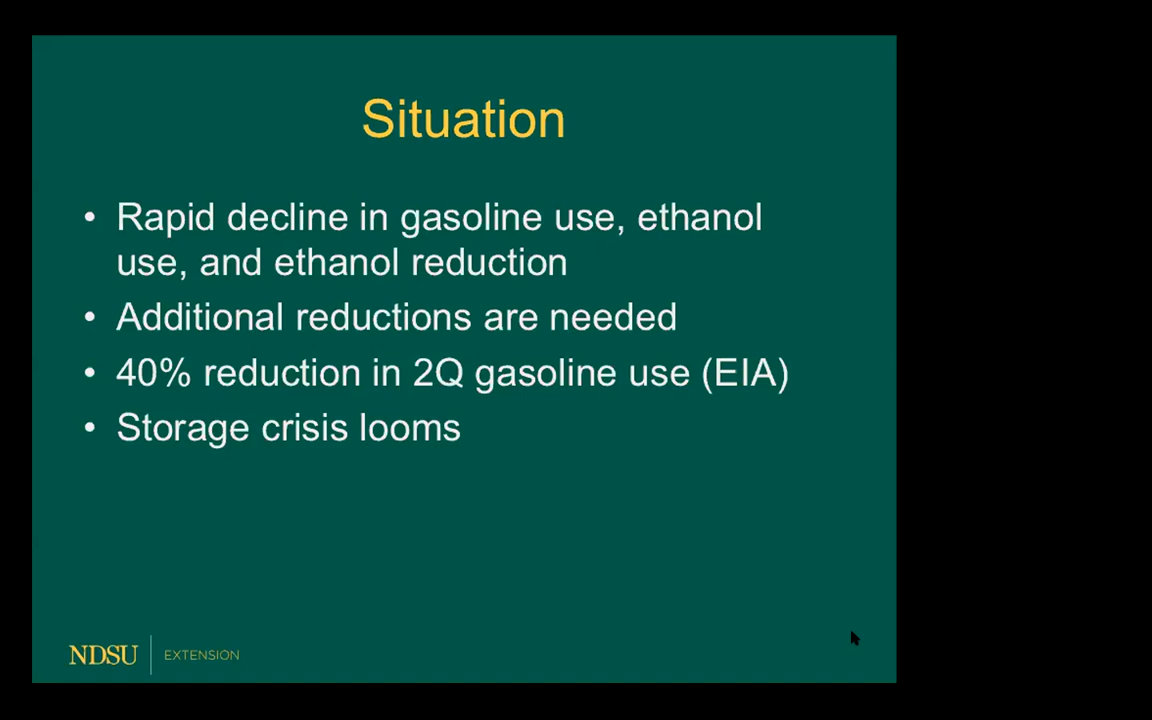 Situation
• Rapid decline in gasoline use, ethanol
use, and ethanol reduction
• Additional reductions are needed
• 40% reduction in 2Q gasoline use (EIA)
• Storage crisis looms
NDSU | EXTENSION